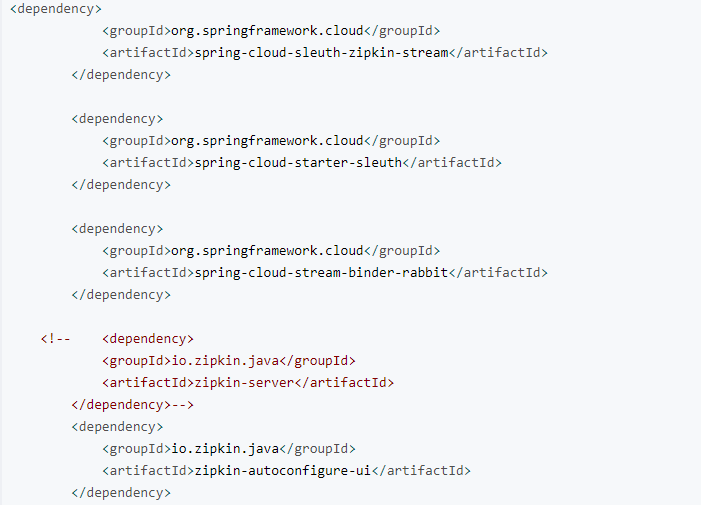 <dependency>
<groupId>org.springframework.cloud</groupId>
<artifactId>spring-cloud-sleuth-zipkin-stream</artifactId>
</dependency>
<dependency>
<groupId>org.springframework.cloud</groupId>
<artifactId>spring-cloud-starter-sleuth</artifactId>
</dependency>
<dependency>
<groupId>org.springframework.cloud</groupId>
<artifactId>spring-cloud-stream-binder-rabbit</artifactId>
</dependency>
<!-- <dependency>
<groupId>io.zipkin.java</groupId>
<artifactId>zipkin-server</artifactId>
</dependency>-->
<dependency>
<groupId>io.zipkin.java</groupId>
<artifactId>zipkin-autoconfigure-ui</artifactId>
</dependency>